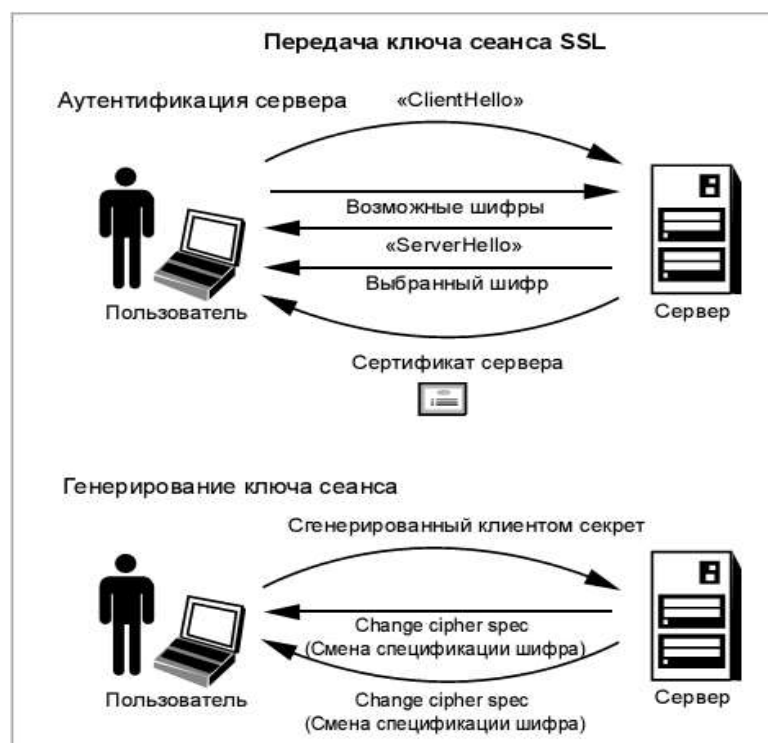 Передача ключа сеанса SSL
Аутентификация сервера
«ClientHello»
Возможные шифры
«ServerHello»
Выбранный шифр
Пользователь
Сервер
Сертификат сервера
Генерирование ключа сеанса
Сгенерированный клиентом секрет
Change cipher spec
(Смена спецификации шифра)
Пользователь
Change cipher spec
(Смена спецификации шифра)
Сервер